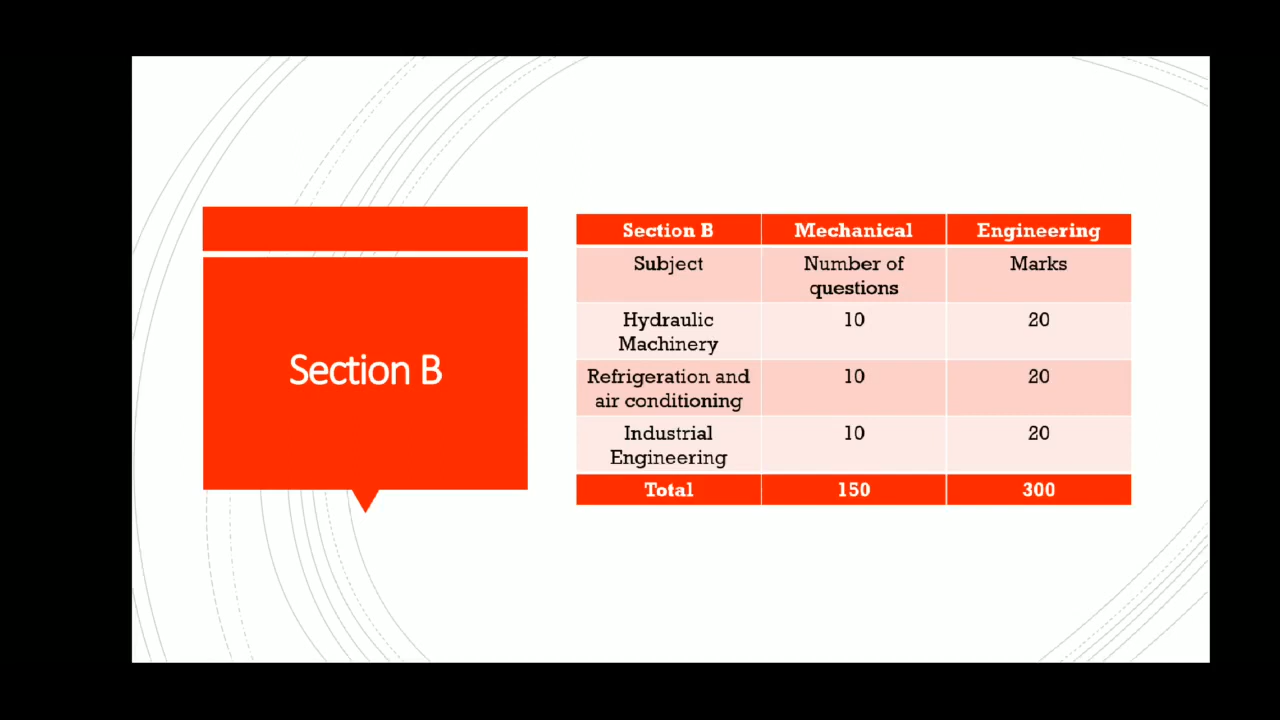 Section B
Section B Mechanical Engineering
Subject Number of questions Marks
Hydraulic Machinery 10 20
Refrigeration and air conditioning 10 20
Industrial Engineering 10 20
Total 150 300